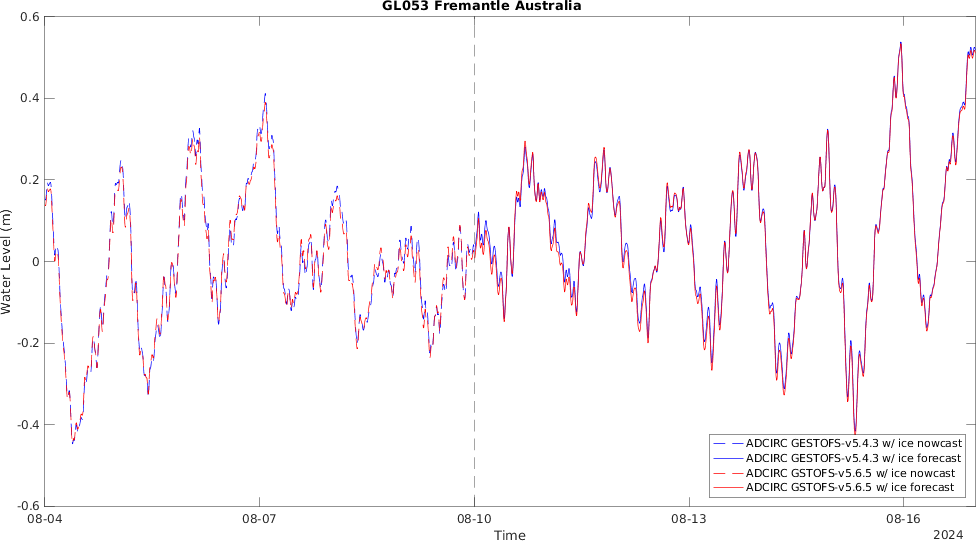 GL053 Fremantle Australia
0.6
0.4
0.2
0
-0.2
-0.4
-0.6
Water Level (m)
ADCIRC GESTOFS-v5.4.3 w/ ice nowcast
ADCIRC GESTOFS-v5.4.3 w/ ice forecast
ADCIRC GSTOFS-v5.6.5 w/ ice nowcast
ADCIRC GSTOFS-v5.6.5 w/ ice forecast
08-04 08-07 08-10 08-13 08-16
Time
2024